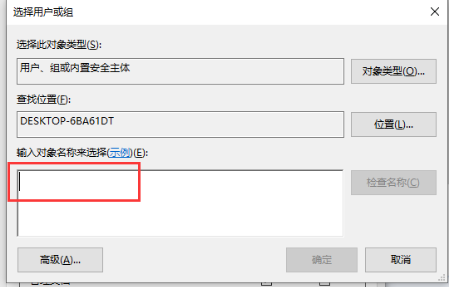 选择用户或组
选择此对象类型(S):
用户、组或内置安全主体
对象类型(O)...
查找位置(F):
DESKTOP-6BA61DT
位置(L)...
输入对象名称来选择(示例)(E):
检查名称(C)
高级(A)...
确定
取消